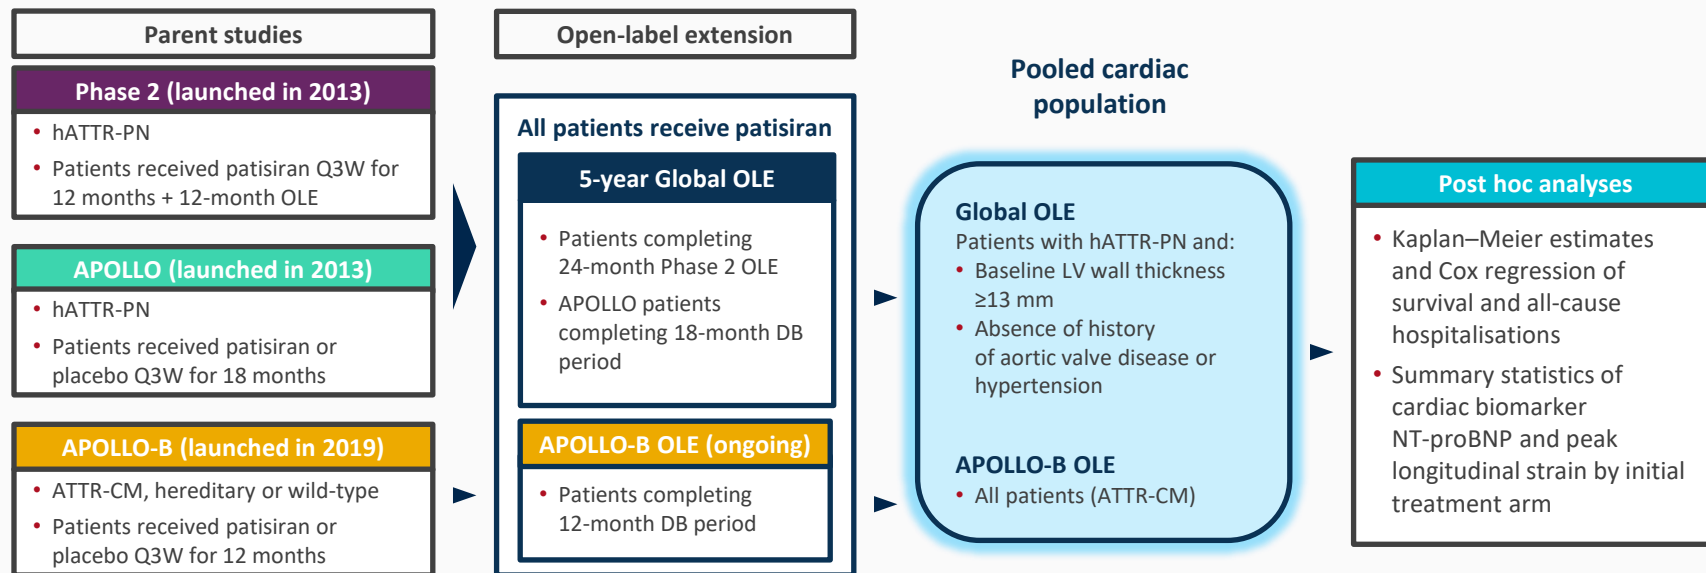 Parent studies
Phase 2 (launched in 2013)
• hATTR-PN
• Patients received patisiran Q3W for
12 months + 12-month OLE
APOLLO (launched in 2013)
• hATTR-PN
• Patients received patisiran or
placebo Q3W for 18 months
APOLLO-B (launched in 2019)
• ATTR-CM, hereditary or wild-type
• Patients received patisiran or
placebo Q3W for 12 months
Open-label extension
All patients receive patisiran
5-year Global OLE
• Patients completing
24-month Phase 2 OLE
• APOLLO patients
completing 18-month DB
period
APOLLO-B OLE (ongoing)
• Patients completing
12-month DB period
Pooled cardiac
population
Global OLE
Patients with hATTR-PN and:
• Baseline LV wall thickness
≥13 mm
• Absence of history
of aortic valve disease or
hypertension
APOLLO-B OLE
• All patients (ATTR-CM)
Post hoc analyses
• Kaplan–Meier estimates
and Cox regression of
survival and all-cause
hospitalisations
• Summary statistics of
cardiac biomarker
NT-proBNP and peak
longitudinal strain by initial
treatment arm